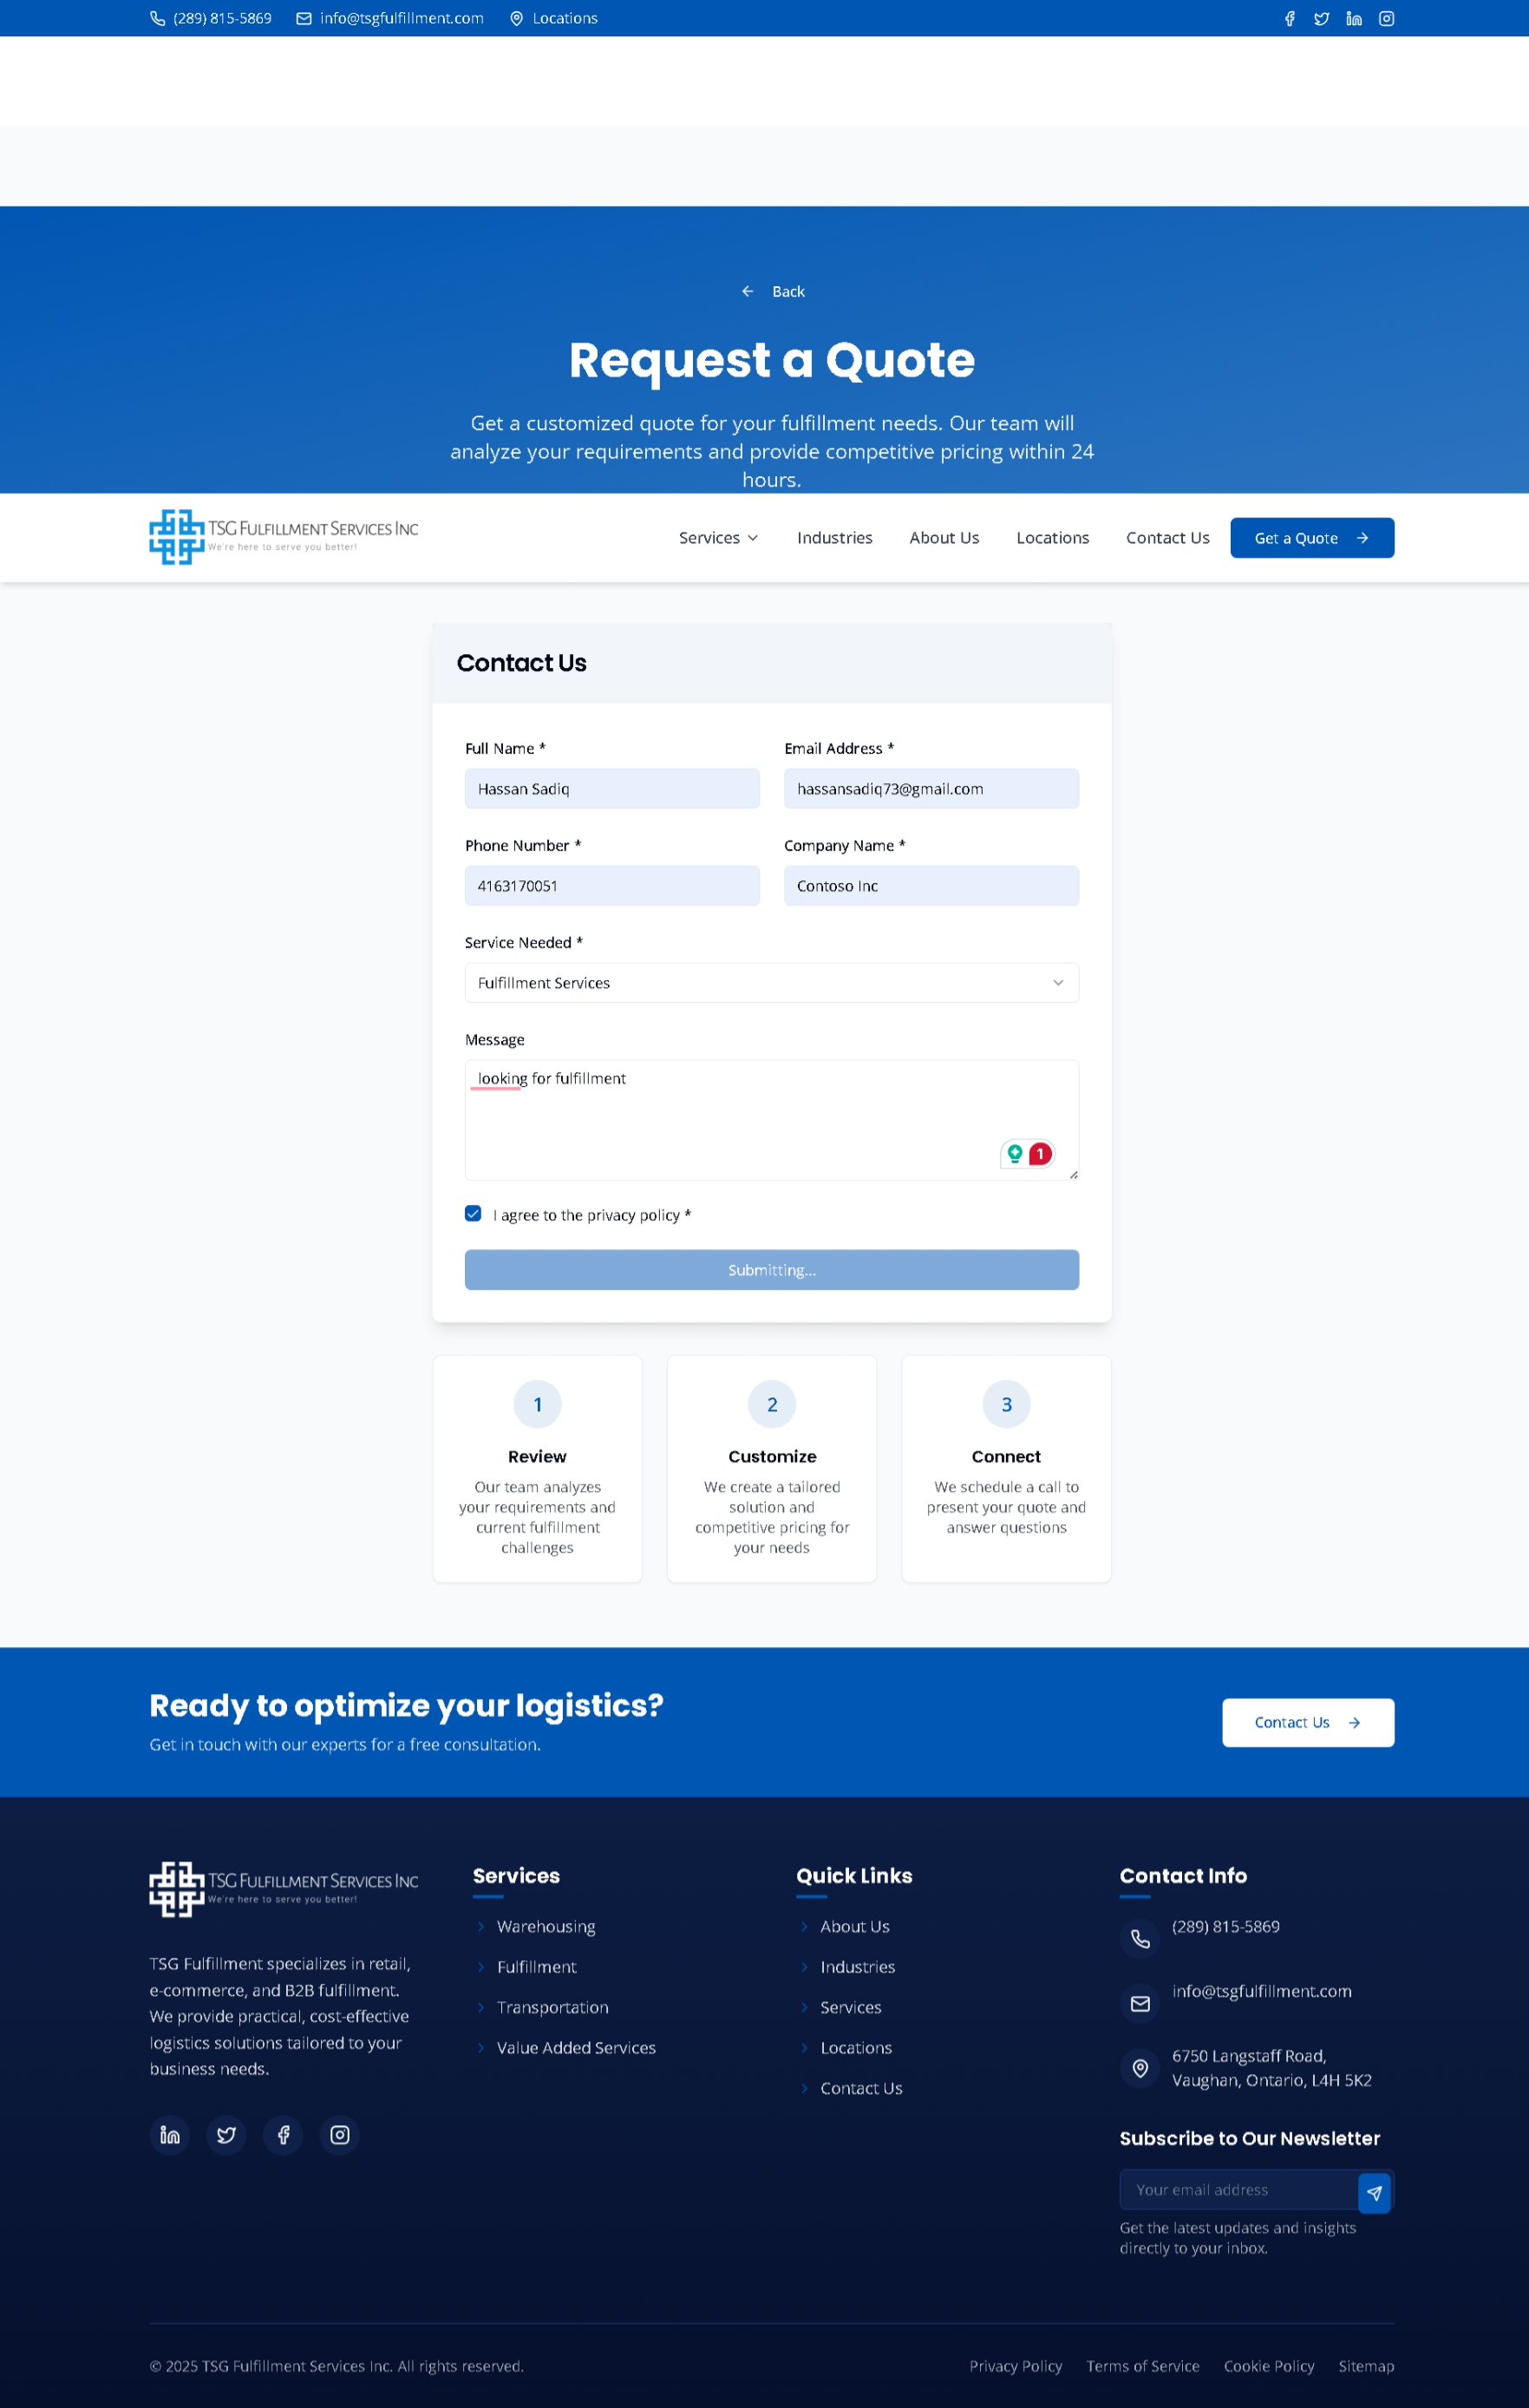 (289) 815-5869 info@tsgfulfillment.com Locations
Back
Request a Quote
Get a customized quote for your fulfillment needs. Our team will
analyze your requirements and provide competitive pricing within 24
hours.
TSG FULFILLMENT SERVICES INC
We're here to serve you better!
Services Industries About Us Locations Contact Us Get a Quote
Contact Us
Full Name * Email Address *
Hassan Sadiq hassansadiq73@gmail.com
Phone Number * Company Name *
4163170051 Contoso Inc
Service Needed *
Fulfillment Services
Message
looking for fulfillment
1
I agree to the privacy policy *
Submitting...
1
Review
Our team analyzes
your requirements and
current fulfillment
challenges
2
Customize
We create a tailored
solution and
competitive pricing for
your needs
3
Connect
We schedule a call to
present your quote and
answer questions
Ready to optimize your logistics?
Get in touch with our experts for a free consultation.
Contact Us
TSG FULFILLMENT SERVICES INC
We're here to serve you better!
TSG Fulfillment specializes in retail,
e-commerce, and B2B fulfillment.
We provide practical, cost-effective
logistics solutions tailored to your
business needs.
Services
Warehousing
Fulfillment
Transportation
Value Added Services
Quick Links
About Us
Industries
Services
Locations
Contact Us
Contact Info
(289) 815-5869
info@tsgfulfillment.com
6750 Langstaff Road,
Vaughan, Ontario, L4H 5K2
Subscribe to Our Newsletter
Your email address
Get the latest updates and insights
directly to your inbox.
© 2025 TSG Fulfillment Services Inc. All rights reserved.
Privacy Policy Terms of Service Cookie Policy Sitemap